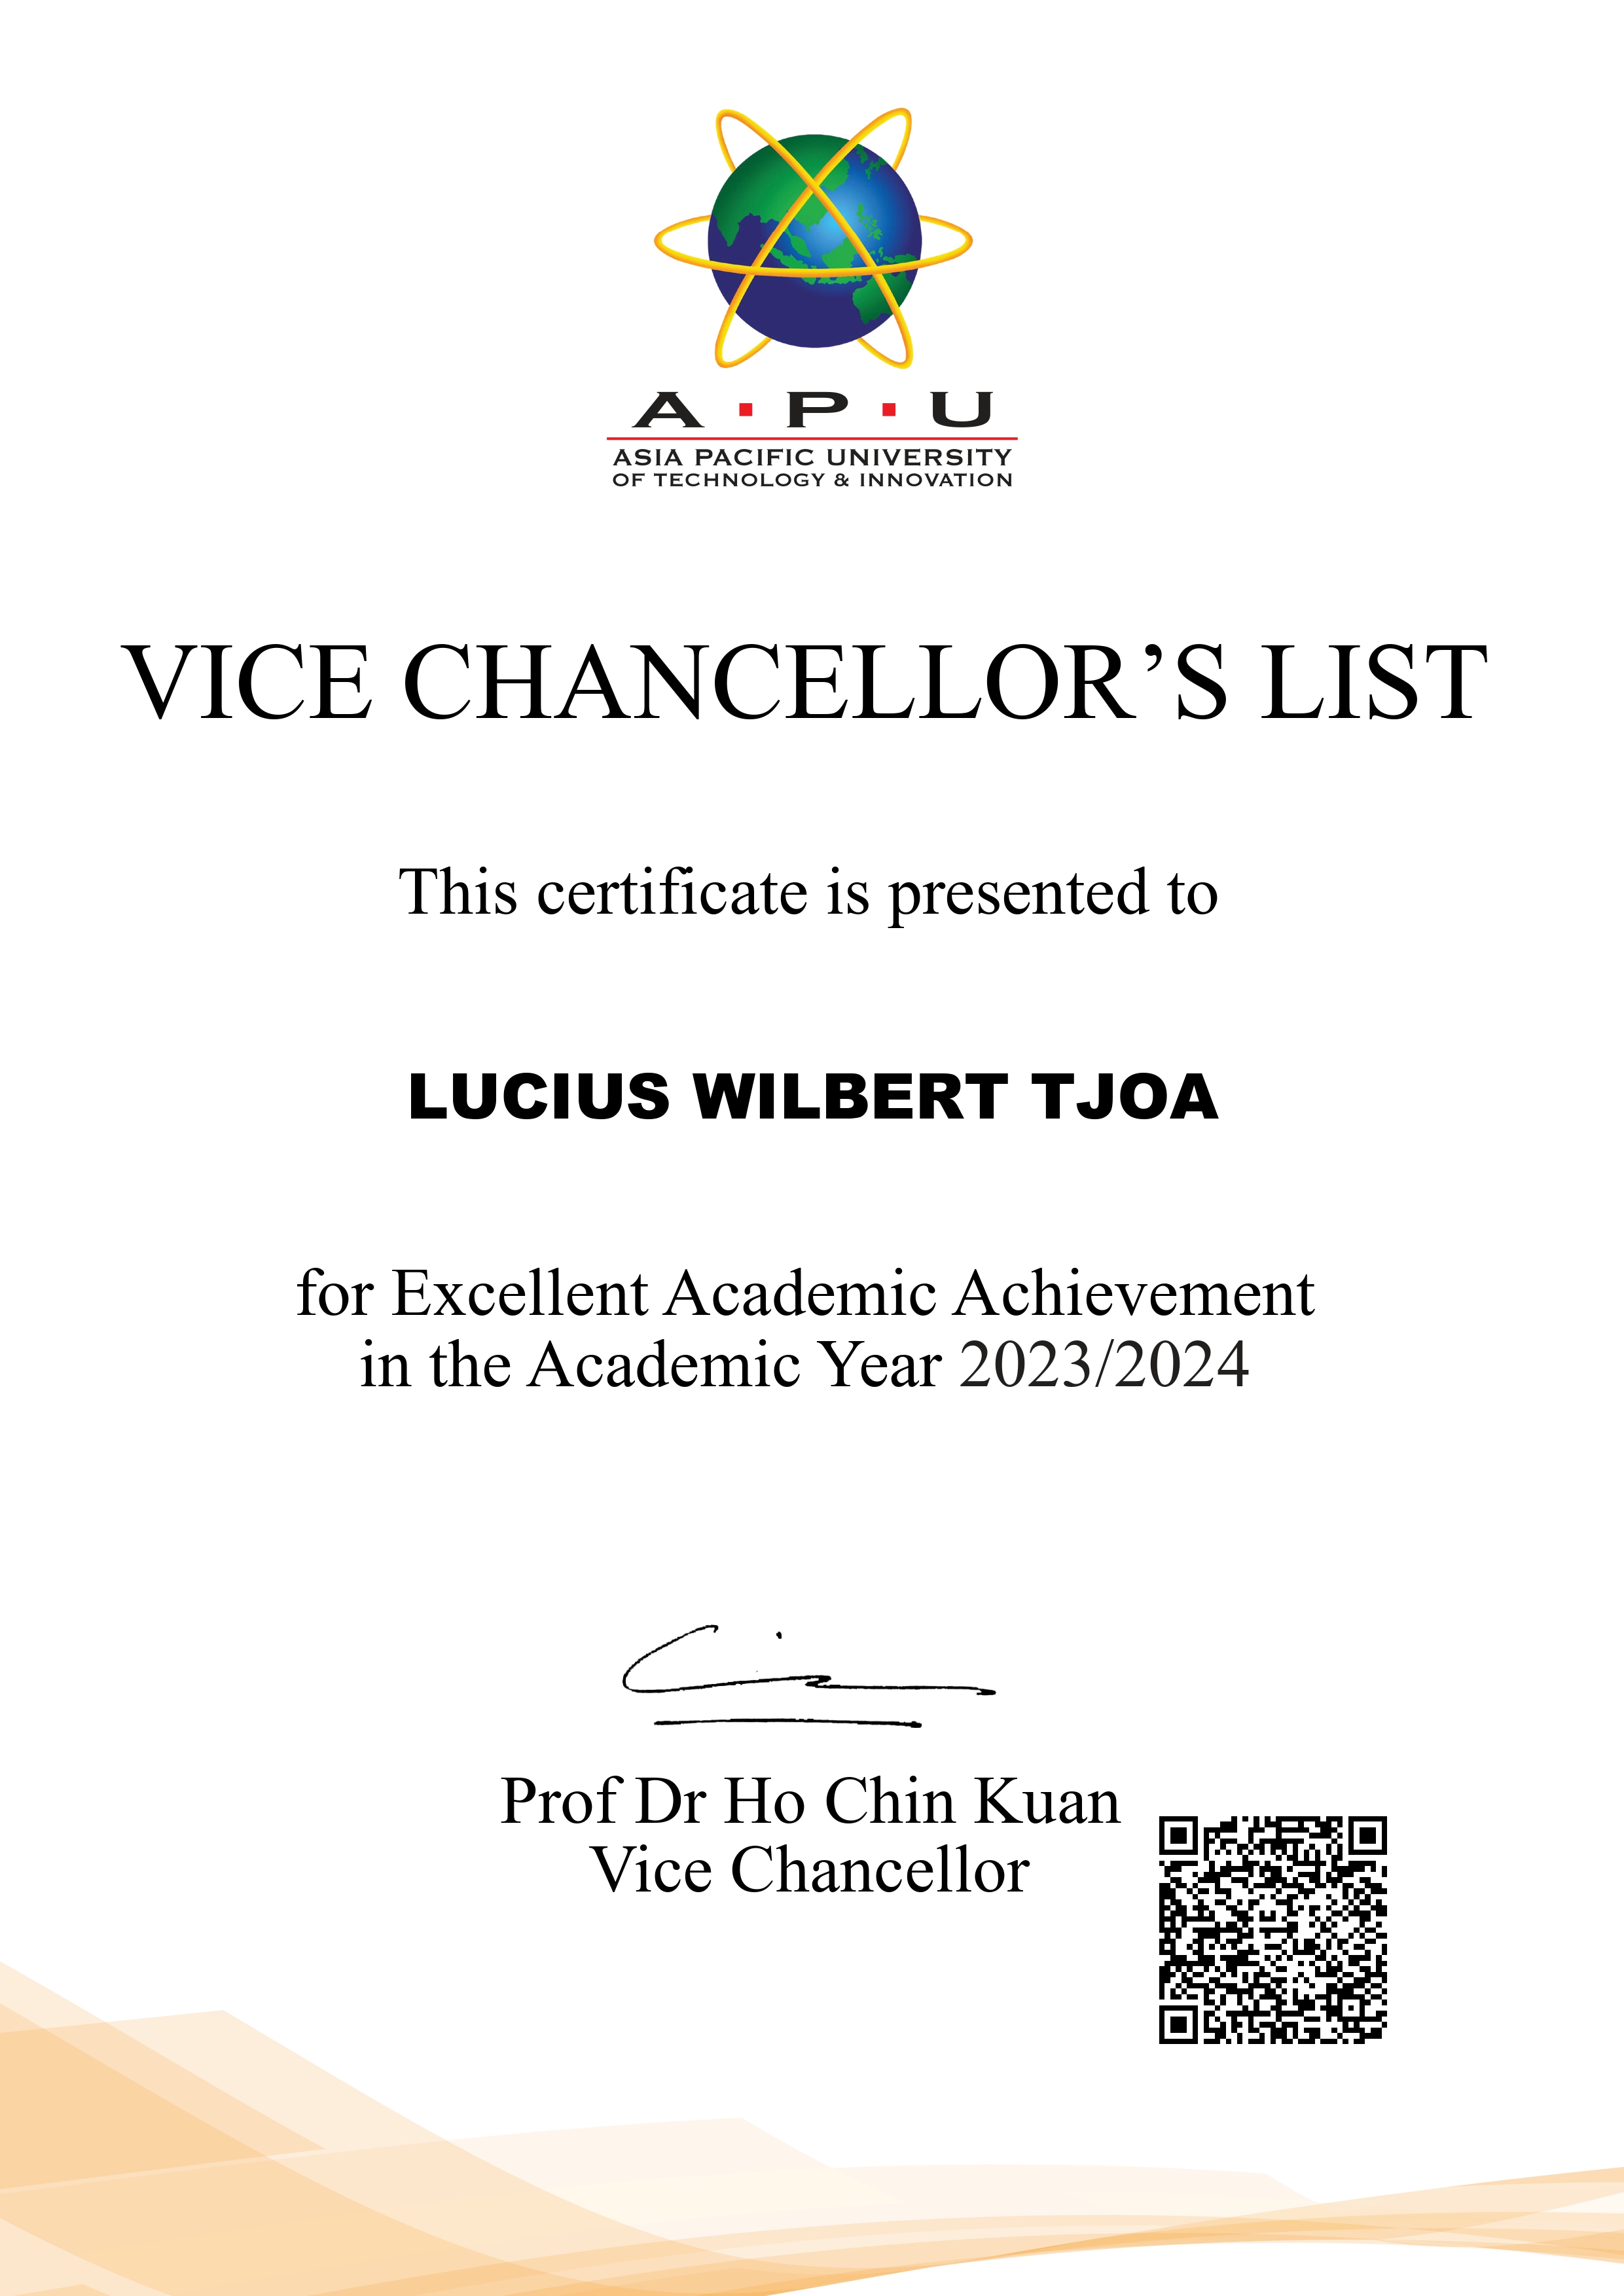 A · P · U
ASIA PACIFIC UNIVERSITY
OF TECHNOLOGY & INNOVATION
VICE CHANCELLOR’S LIST
This certificate is presented to
LUCIUS WILBERT TJOA
for Excellent Academic Achievement
in the Academic Year 2023/2024
Prof Dr Ho Chin Kuan
Vice Chancellor